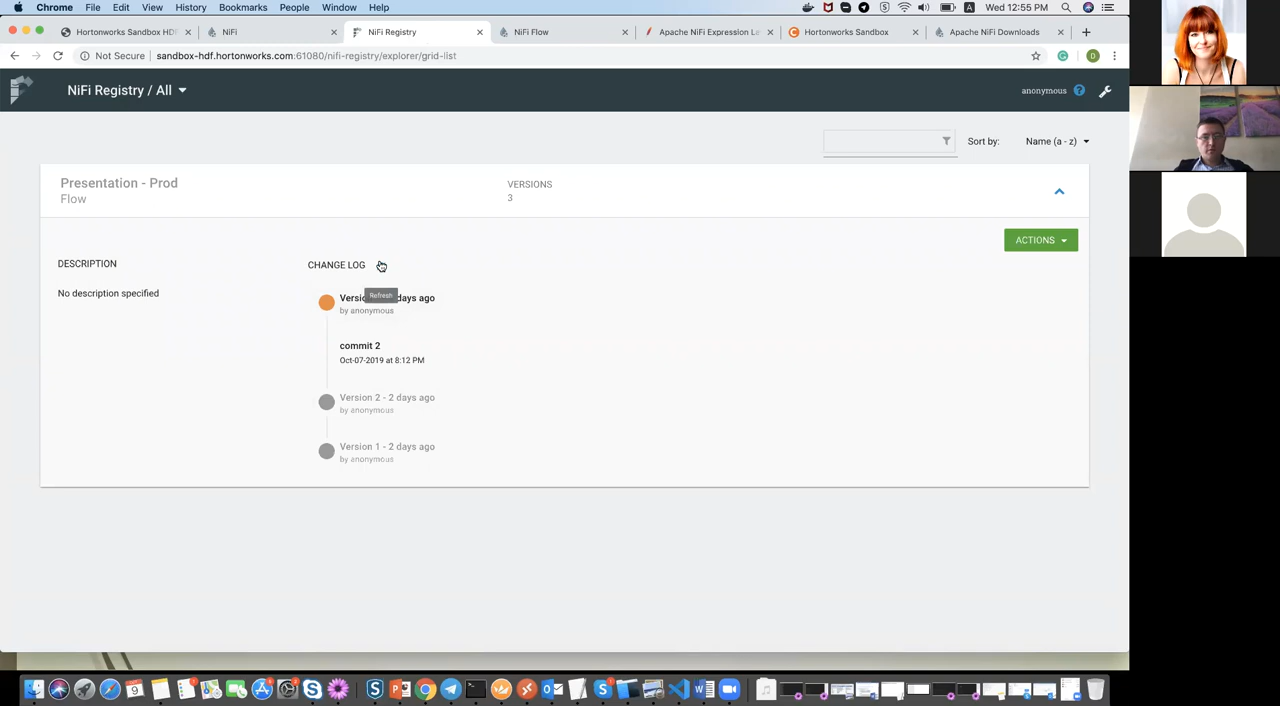 Chrome File Edit View History Bookmarks People Window Help Wed 12:55 PM
Hortonworks Sandbox HDF NiFi NiFi Registry NiFi Flow Apache NiFi Expression La Hortonworks Sandbox Apache NiFi Downloads
Not Secure sandbox-hdf.hortonworks.com:61080/nifi-registry/explorer/grid-list
NiFi Registry / All anonymous
Sort by: Name (a - z)
Presentation - Prod
Flow
VERSIONS
3
ACTIONS
DESCRIPTION
No description specified
CHANGE LOG
Refresh
Versi days ago
by anonymous
commit 2
Oct-07-2019 at 8:12 PM
Version 2 - 2 days ago
by anonymous
Version 1 - 2 days ago
by anonymous